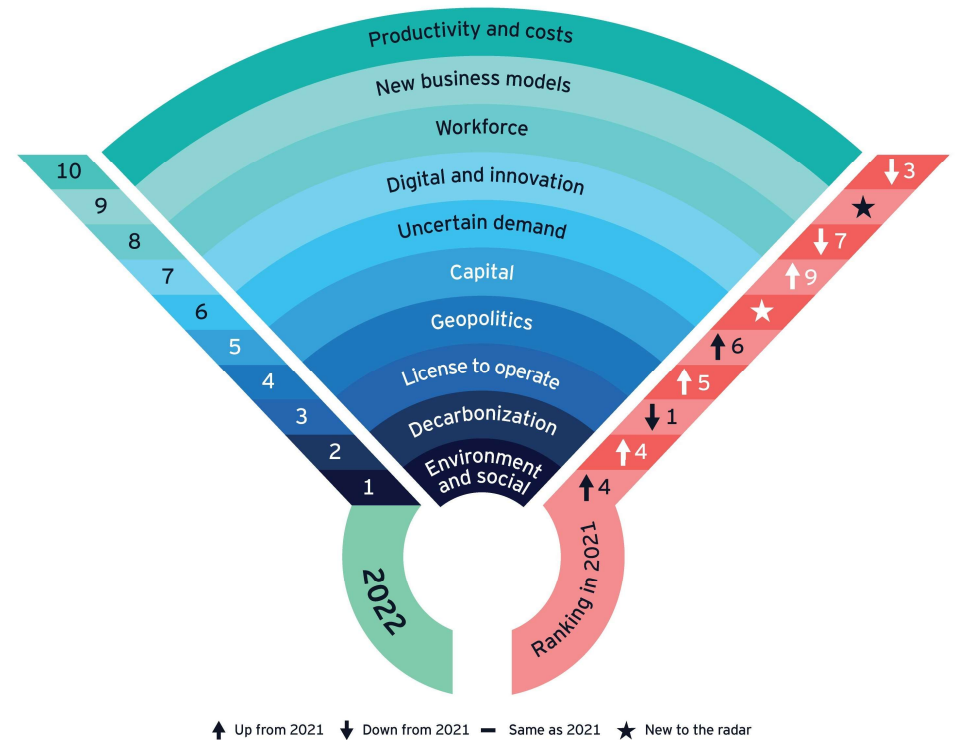 Productivity and costs
New business models
Workforce
Digital and innovation
Uncertain demand
Capital
Geopolitics
License to operate
Decarbonization
Environment
and social
10
9
8
7
6
5
4
3
2
1
3
7
9
6
5
1
4
4
2022
Ranking in 2021
Up from 2021
Down from 2021
Same as 2021
New to the radar